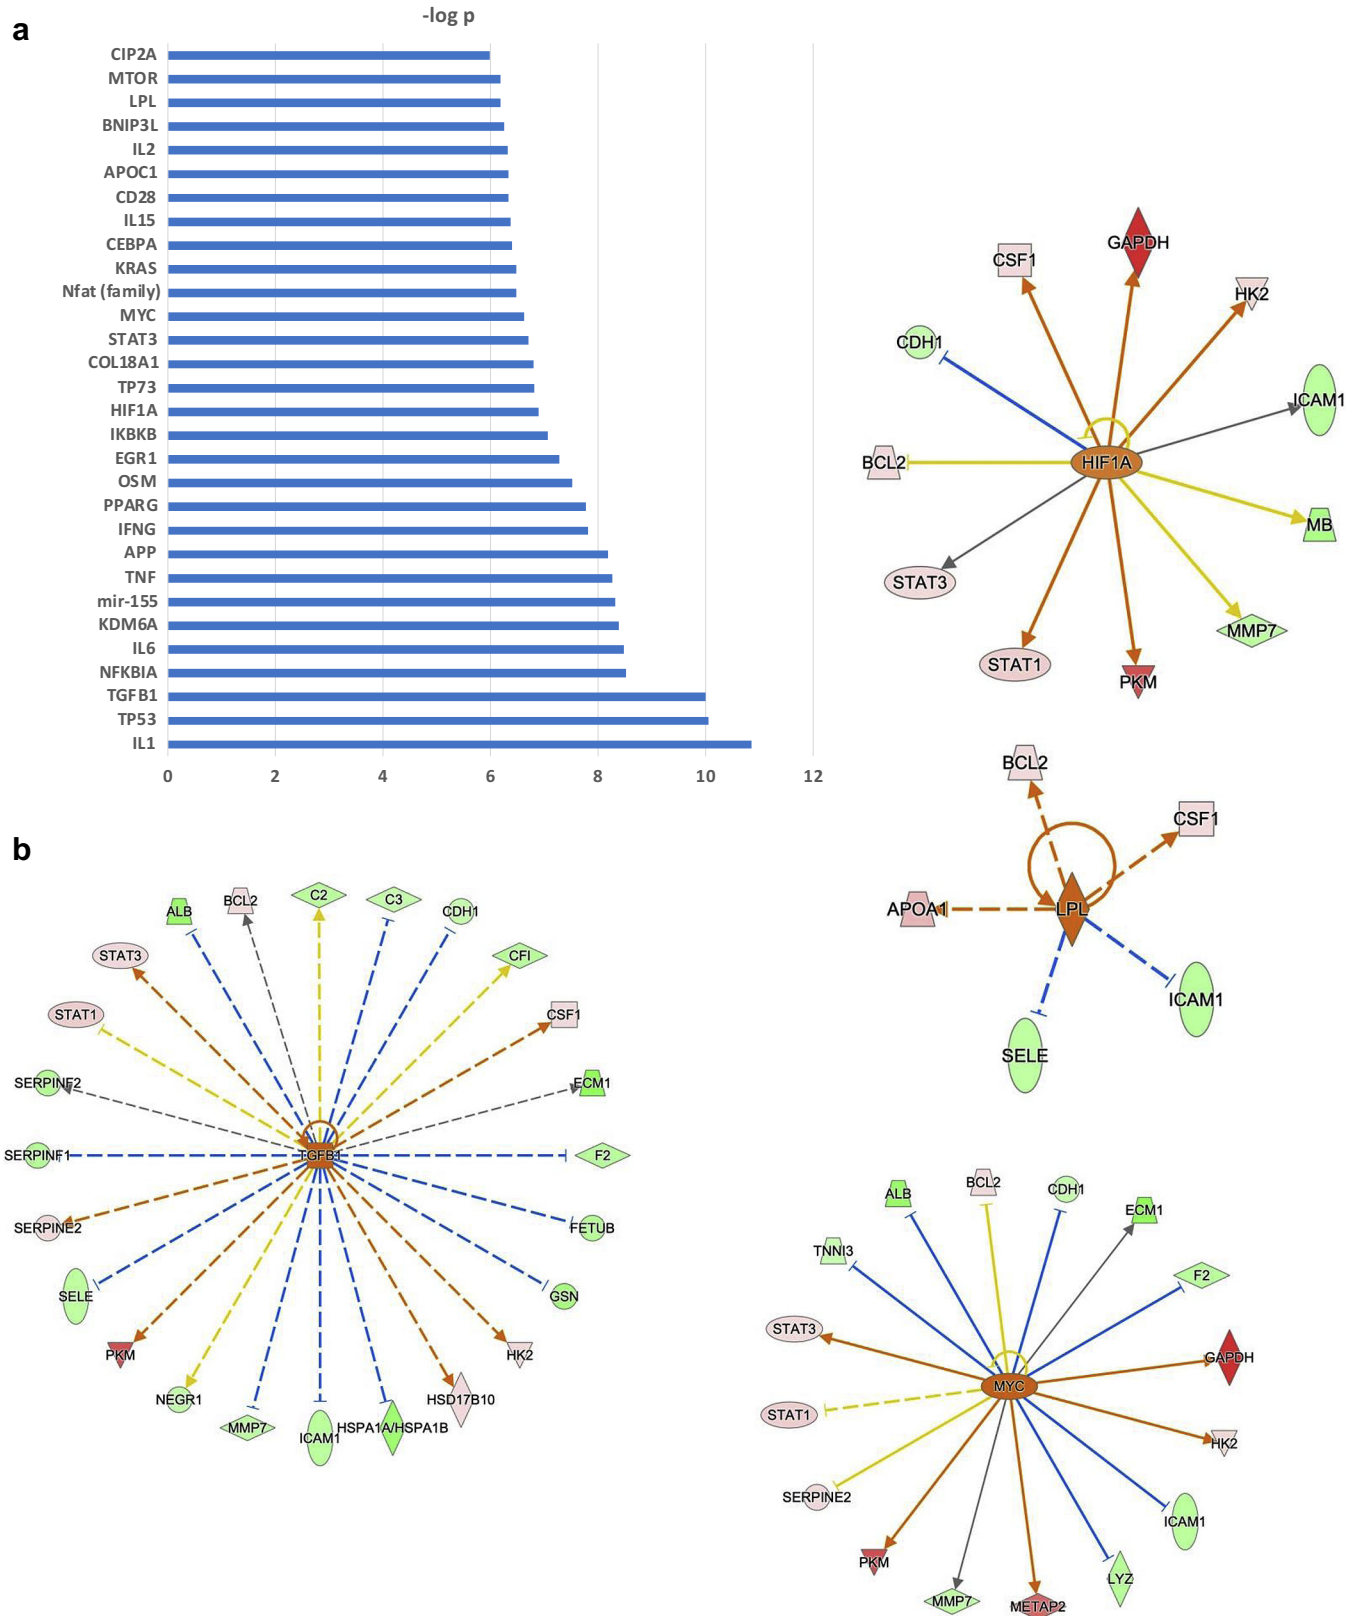 a
-log p
CIP2A
MTOR
LPL
BNIP3L
IL2
APOC1
CD28
IL15
CEBPA
KRAS
Nfat (family)
MYC
STAT3
COL18A1
TP73
HIF1A
IKBKB
EGR1
OSM
PPARG
IFNG
APP
TNF
mir-155
KDM6A
IL6
NFKBIA
TGFB1
TP53
IL1
0 2 4 6 8 10 12
GAPDH
CSF1
HK2
CDH1
ICAM1
BCL2
HIF1A
MB
STAT3
MMP7
STAT1
PKM
BCL2
CSF1
APOA1
LPL
ICAM1
SELE
b
ALB
BCL2
C2
C3
CDH1
STAT3
CFI
STAT1
CSF1
SERPINF2
ECM1
SERPINF1
TGFB1
F2
SERPINE2
FETUB
SELE
GSN
PKM
HK2
NEGR1
HSD17B10
MMP7
ICAM1
HSPA1A/HSPA1B
ALB
BCL2
CDH1
ECM1
TNNI3
F2
STAT3
GAPDH
MYC
STAT1
HK2
SERPINE2
ICAM1
PKM
LYZ
MMP7
METAP2